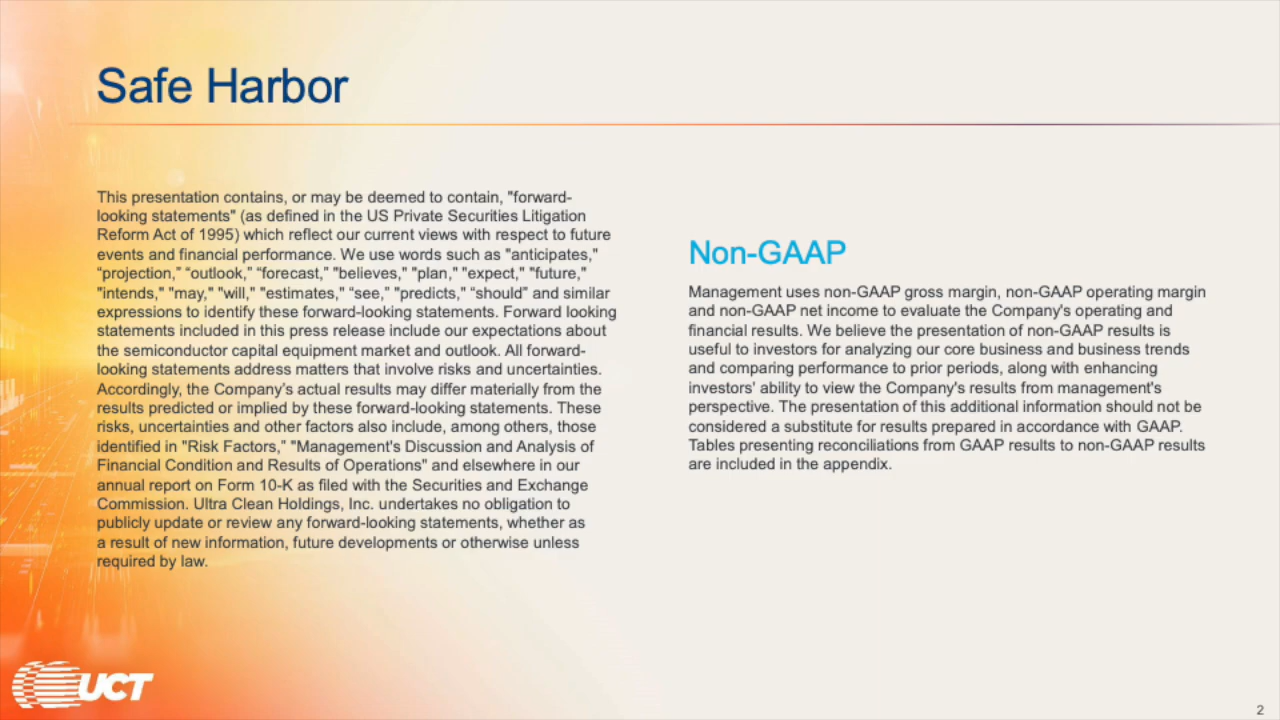 Safe Harbor
This presentation contains, or may be deemed to contain, "forward-
looking statements" (as defined in the US Private Securities Litigation
Reform Act of 1995) which reflect our current views with respect to future
events and financial performance. We use words such as "anticipates,"
“projection,” “outlook,” “forecast,” "believes," "plan," "expect," "future,"
"intends," "may," "will," "estimates," “see,” "predicts," “should” and similar
expressions to identify these forward-looking statements. Forward looking
statements included in this press release include our expectations about
the semiconductor capital equipment market and outlook. All forward-
looking statements address matters that involve risks and uncertainties.
Accordingly, the Company’s actual results may differ materially from the
results predicted or implied by these forward-looking statements. These
risks, uncertainties and other factors also include, among others, those
identified in "Risk Factors,” "Management's Discussion and Analysis of
Financial Condition and Results of Operations" and elsewhere in our
annual report on Form 10-K as filed with the Securities and Exchange
Commission. Ultra Clean Holdings, Inc. undertakes no obligation to
publicly update or review any forward-looking statements, whether as
a result of new information, future developments or otherwise unless
required by law.
Non-GAAP
Management uses non-GAAP gross margin, non-GAAP operating margin
and non-GAAP net income to evaluate the Company's operating and
financial results. We believe the presentation of non-GAAP results is
useful to investors for analyzing our core business and business trends
and comparing performance to prior periods, along with enhancing
investors' ability to view the Company's results from management's
perspective. The presentation of this additional information should not be
considered a substitute for results prepared in accordance with GAAP.
Tables presenting reconciliations from GAAP results to non-GAAP results
are included in the appendix.
UCT
2